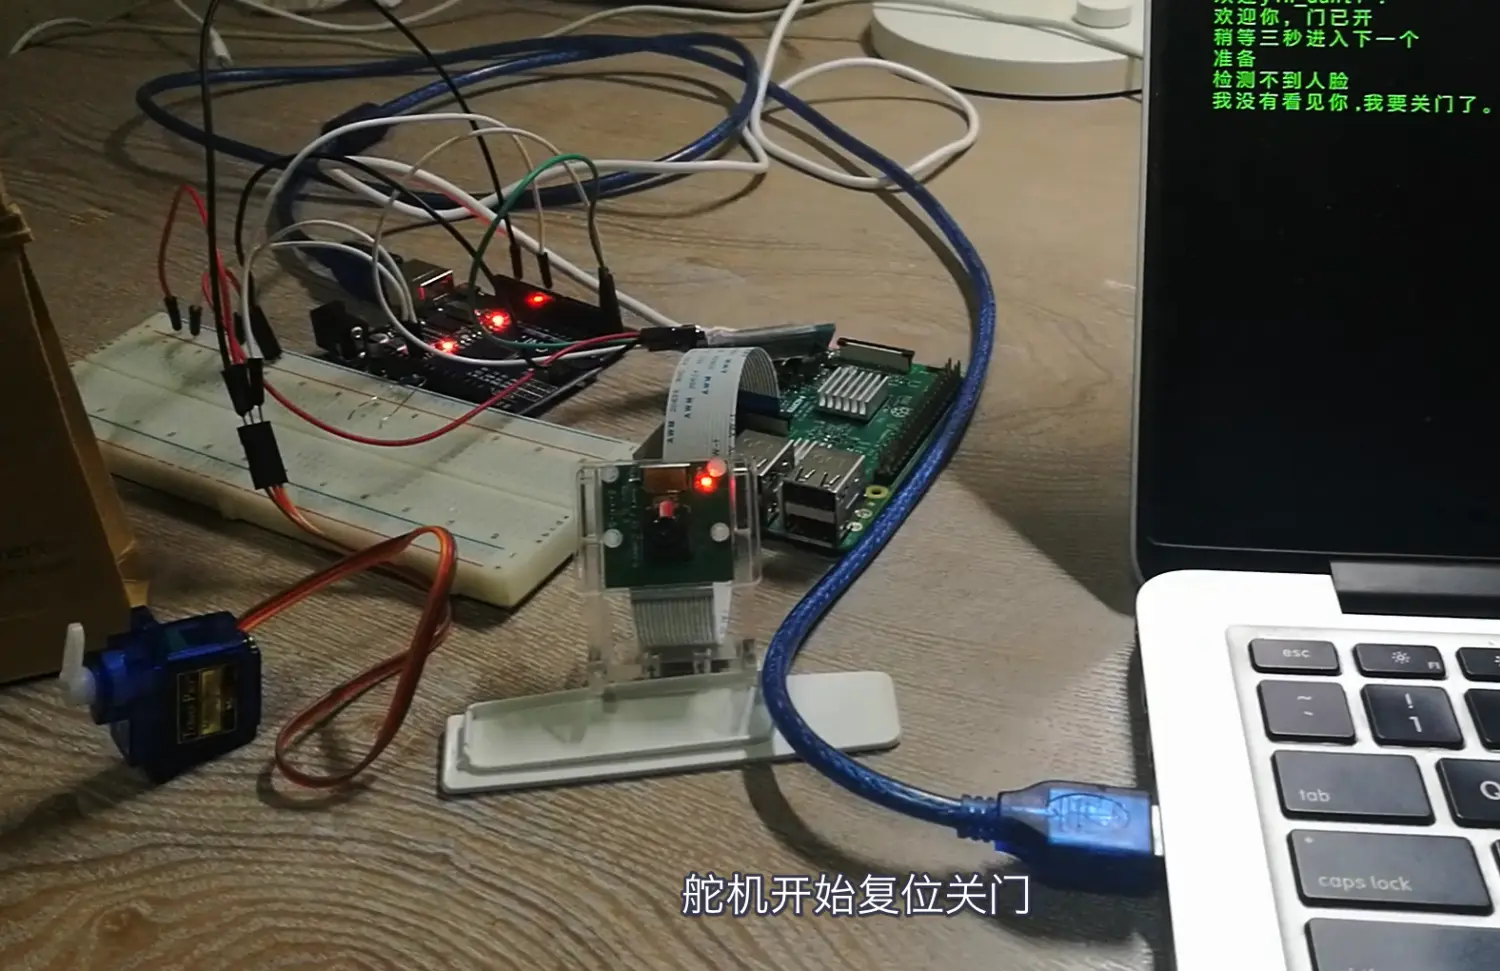 欢迎你，门已开
稍等三秒进入下一个
准备
检测不到人脸
我没有看见你.我要关门了。
esc
F1
~
!
1
tab
Q
caps lock
舵机开始复位关门